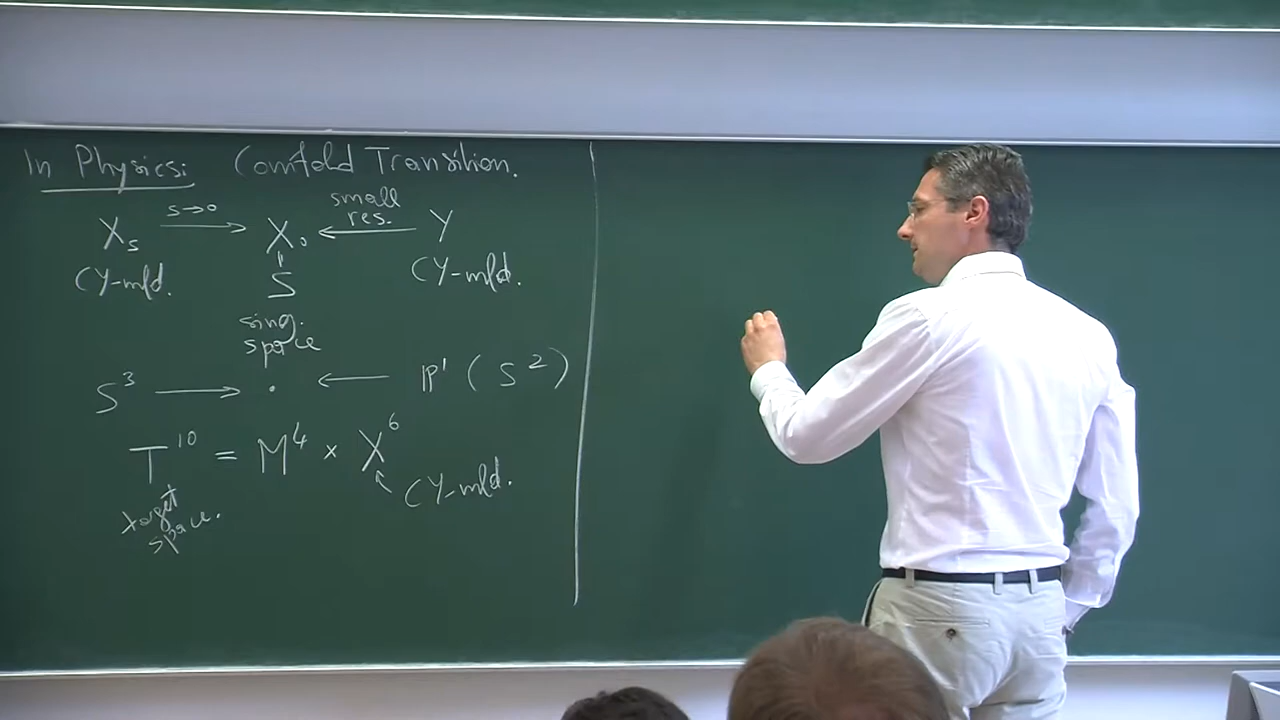 In Physics: Conifold Transition.
s→0 small res.
X_s ⟶ X_0 ⟵ Y
CY-mfd. S CY-mfd.
sing. space
S^3 ⟶ · ⟵ ℙ^1 (S^2)
T^10 = M^4 × X^6
target space. CY-mfd.